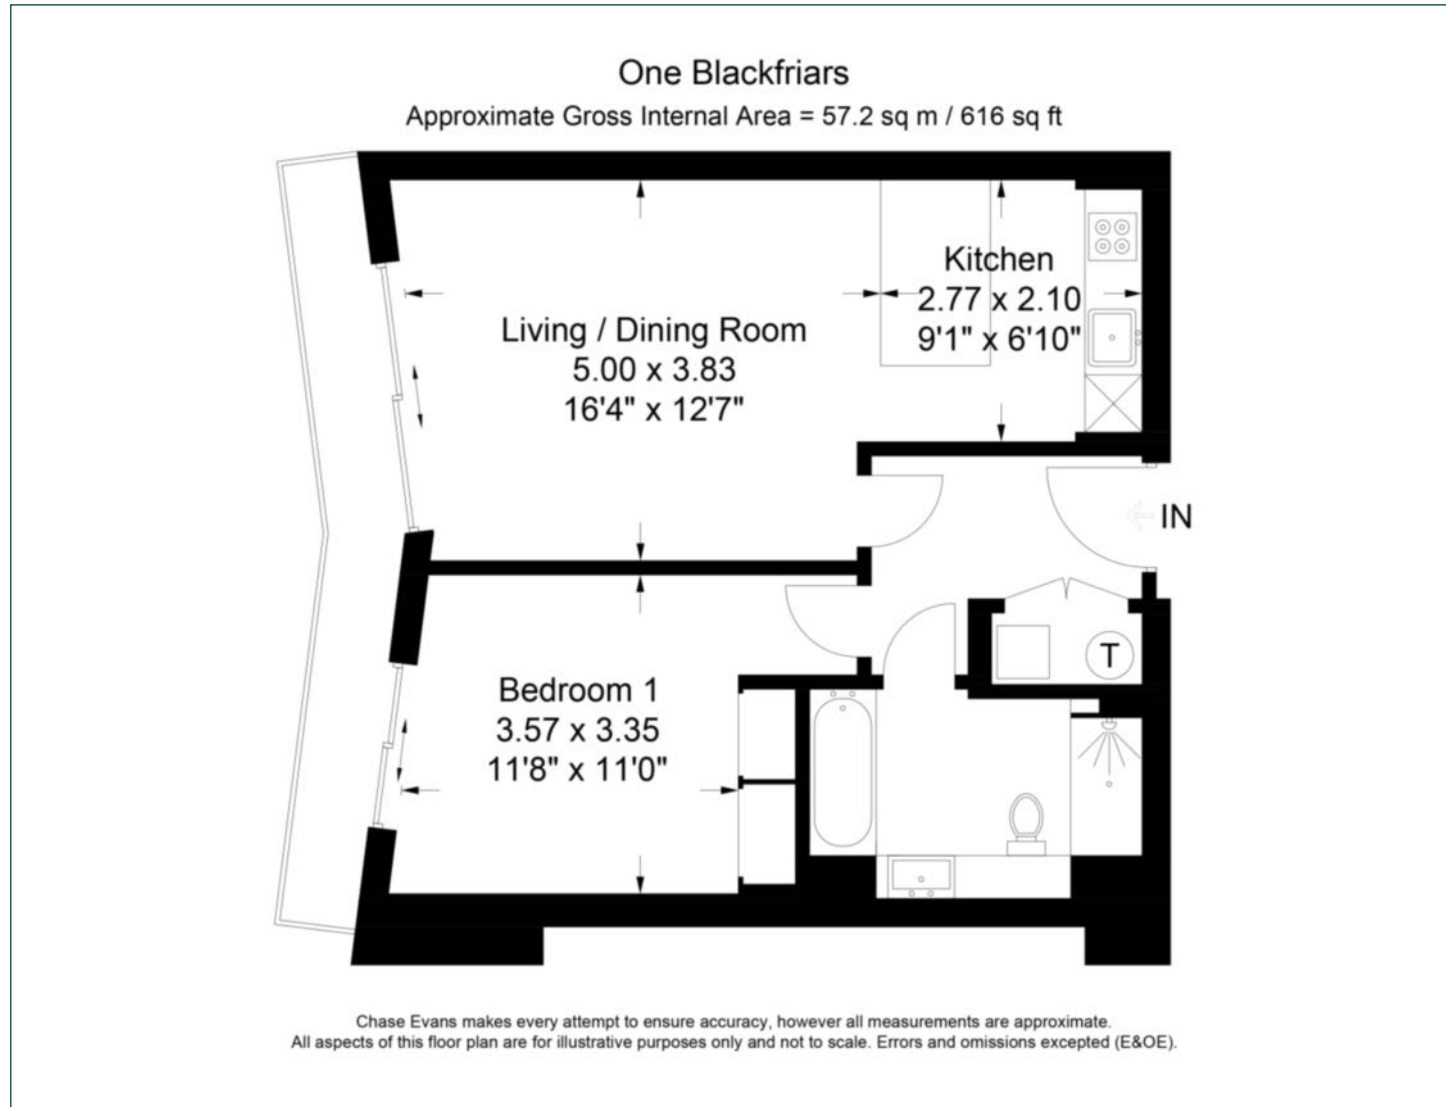 One Blackfriars
Approximate Gross Internal Area = 57.2 sq m / 616 sq ft
Kitchen
2.77 x 2.10
9'1" x 6'10"
Living / Dining Room
5.00 x 3.83
16'4" x 12'7"
IN
T
Bedroom 1
3.57 x 3.35
11'8" x 11'0"
Chase Evans makes every attempt to ensure accuracy, however all measurements are approximate.
All aspects of this floor plan are for illustrative purposes only and not to scale. Errors and omissions excepted (E&OE).